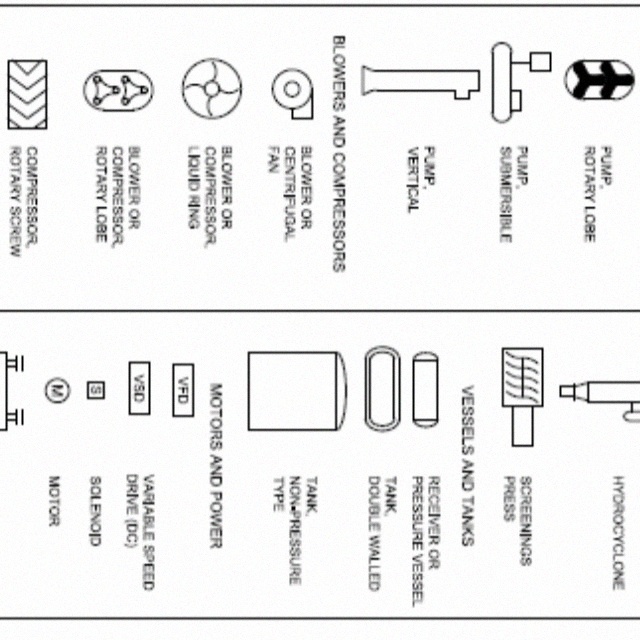 PUMP,
ROTARY LOBE
PUMP,
SUBMERSIBLE
PUMP,
VERTICAL
BLOWERS AND COMPRESSORS
BLOWER OR
CENTRIFUGAL
FAN
BLOWER OR
COMPRESSOR,
LIQUID RING
BLOWER OR
COMPRESSOR,
ROTARY LOBE
COMPRESSOR,
ROTARY SCREW
HYDROCYCLONE
SCREENINGS
PRESS
VESSELS AND TANKS
RECEIVER OR
PRESSURE VESSEL
TANK,
DOUBLE WALLED
TANK,
NON-PRESSURE
TYPE
MOTORS AND POWER
VFD
VSD
VARIABLE SPEED
DRIVE (DC)
S
SOLENOID
M
MOTOR